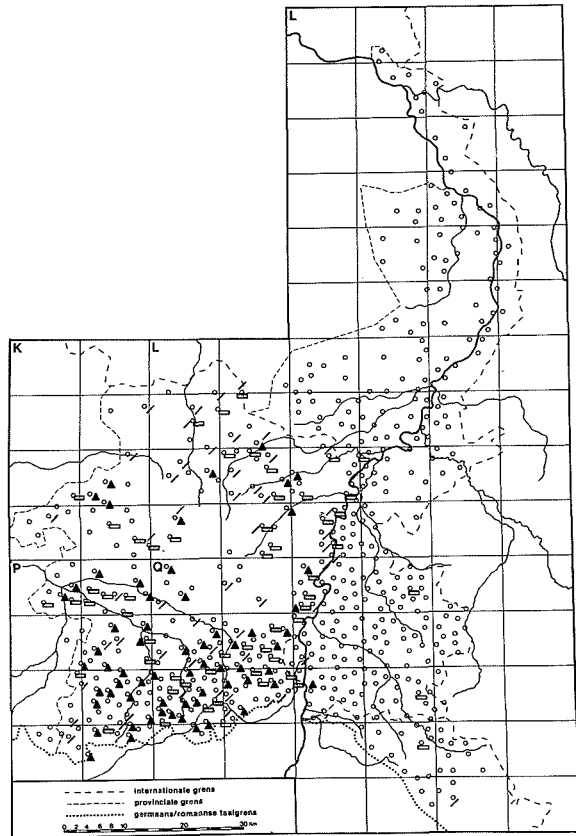 L
K
L
P
Q
internationale grens
provinciale grens
germaans/romaanse taalgrens
0 2 4 6 8 10 20 30 Km